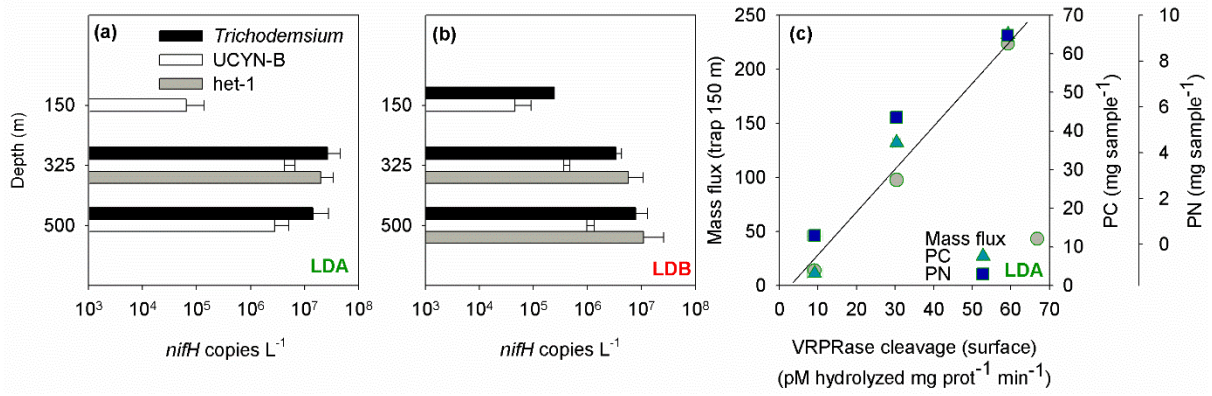 (a)
Trichodemsium
UCYN-B
het-1
Depth (m)
150
325
500
LDA
10³ 10⁴ 10⁵ 10⁶ 10⁷ 10⁸
nifH copies L⁻¹
(b)
150
325
500
LDB
10³ 10⁴ 10⁵ 10⁶ 10⁷ 10⁸
nifH copies L⁻¹
(c)
Mass flux (trap 150 m)
250
200
150
100
50
0
Mass flux
PC
PN
LDA
0 10 20 30 40 50 60 70
VRPRase cleavage (surface)
(pM hydrolyzed mg prot⁻¹ min⁻¹)
70
60
50
40
30
20
10
0
PC (mg sample⁻¹)
10
8
6
4
2
0
PN (mg sample⁻¹)